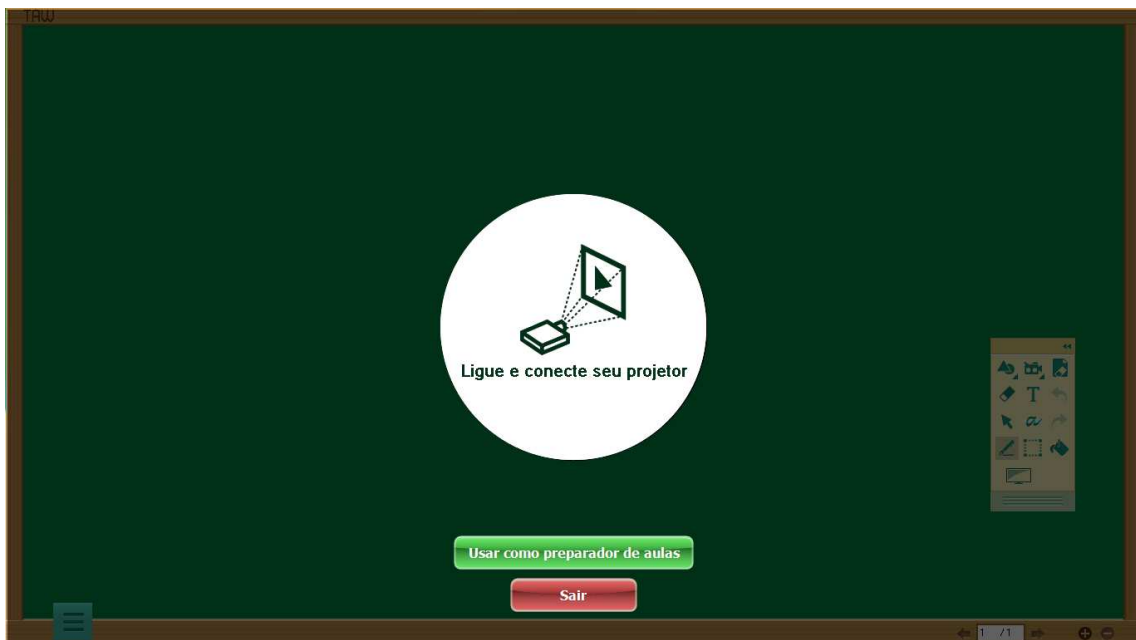 TAW
Ligue e conecte seu projetor
T
Usar como preparador de aulas
Sair
1 /1